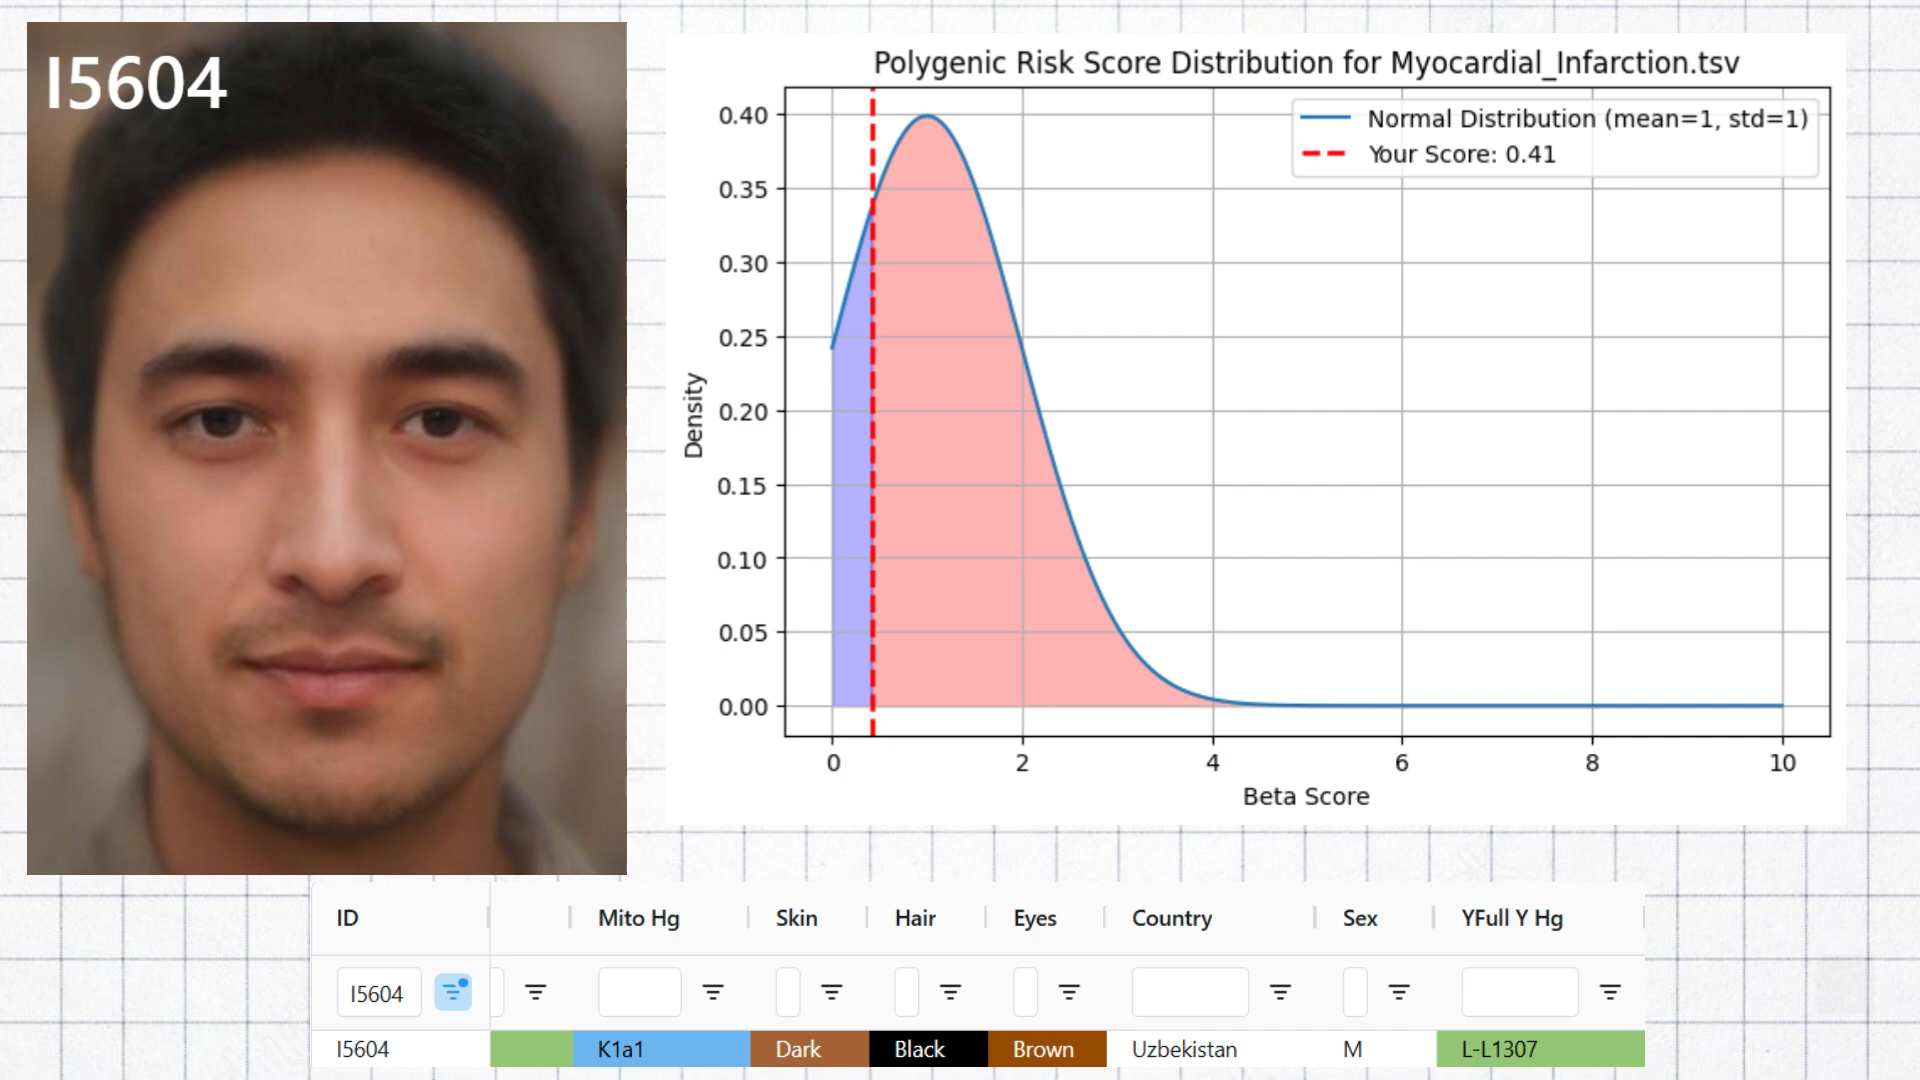 I5604
Polygenic Risk Score Distribution for Myocardial_Infarction.tsv
Normal Distribution (mean=1, std=1)
Your Score: 0.41
0.40
0.35
0.30
0.25
0.20
0.15
0.10
0.05
0.00
Density
0 2 4 6 8 10
Beta Score
ID Mito Hg Skin Hair Eyes Country Sex YFull Y Hg
I5604
I5604 K1a1 Dark Black Brown Uzbekistan M L-L1307